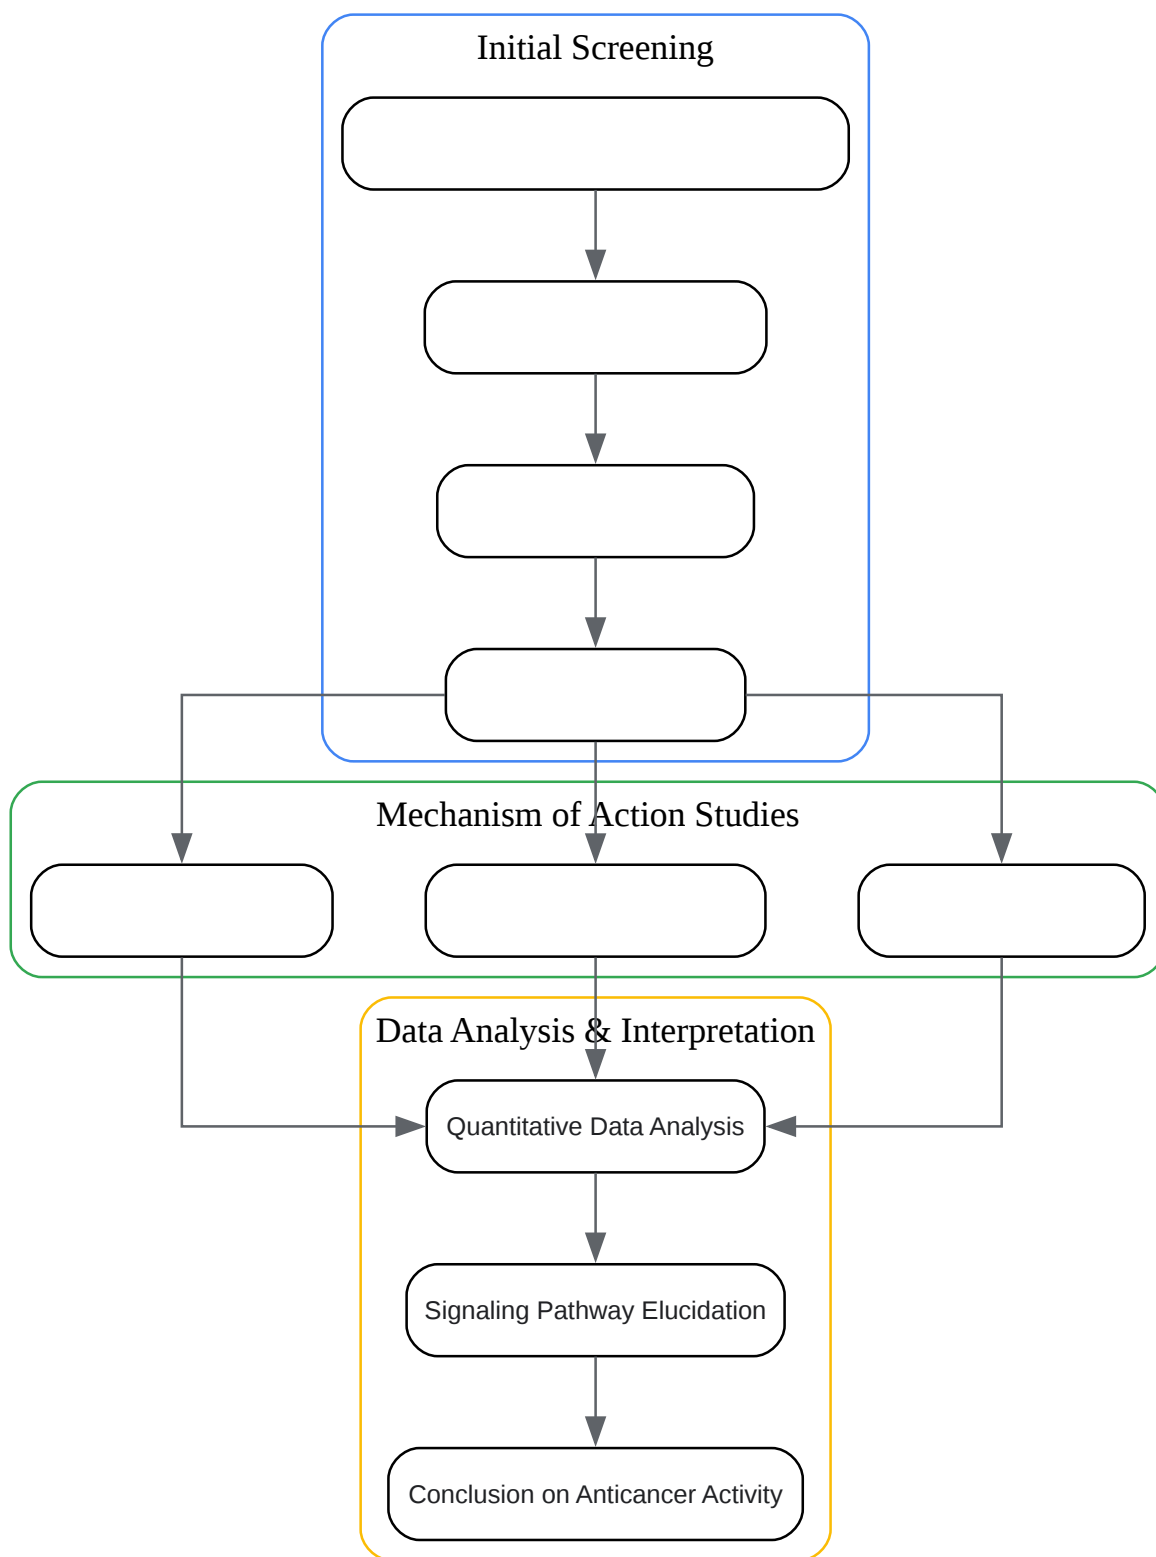 Initial Screening
Mechanism of Action Studies
Data Analysis & Interpretation
Quantitative Data Analysis
Signaling Pathway Elucidation
Conclusion on Anticancer Activity